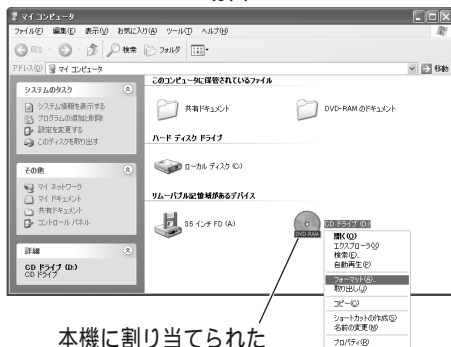 マイ コンピュータ
ファイル(F) 編集(E) 表示(V) お気に入り(A) ツール(T) ヘルプ(H)
戻る 検索 フォルダ
アドレス(D) マイ コンピュータ 移動
システムのタスク
システム情報を表示する
プログラムの追加と削除
設定を変更する
このディスクを取り出す
その他
マイ ネットワーク
マイ ドキュメント
共有ドキュメント
コントロール パネル
詳細
CD ドライブ (D:)
CD ドライブ
このコンピュータに保管されているファイル
共有ドキュメント
DVD-RAM のドキュメント
ハード ディスク ドライブ
ローカル ディスク (C:)
リムーバブル記憶域があるデバイス
3.5 インチ FD (A:)
DVD-RAM
CD ドライブ (D:)
開く(O)
エクスプローラ(X)
検索(E)...
自動再生(P)
フォーマット(A)...
取り出し(J)
コピー(C)
ショートカットの作成(S)
名前の変更(M)
プロパティ(R)
本機に割り当てられた